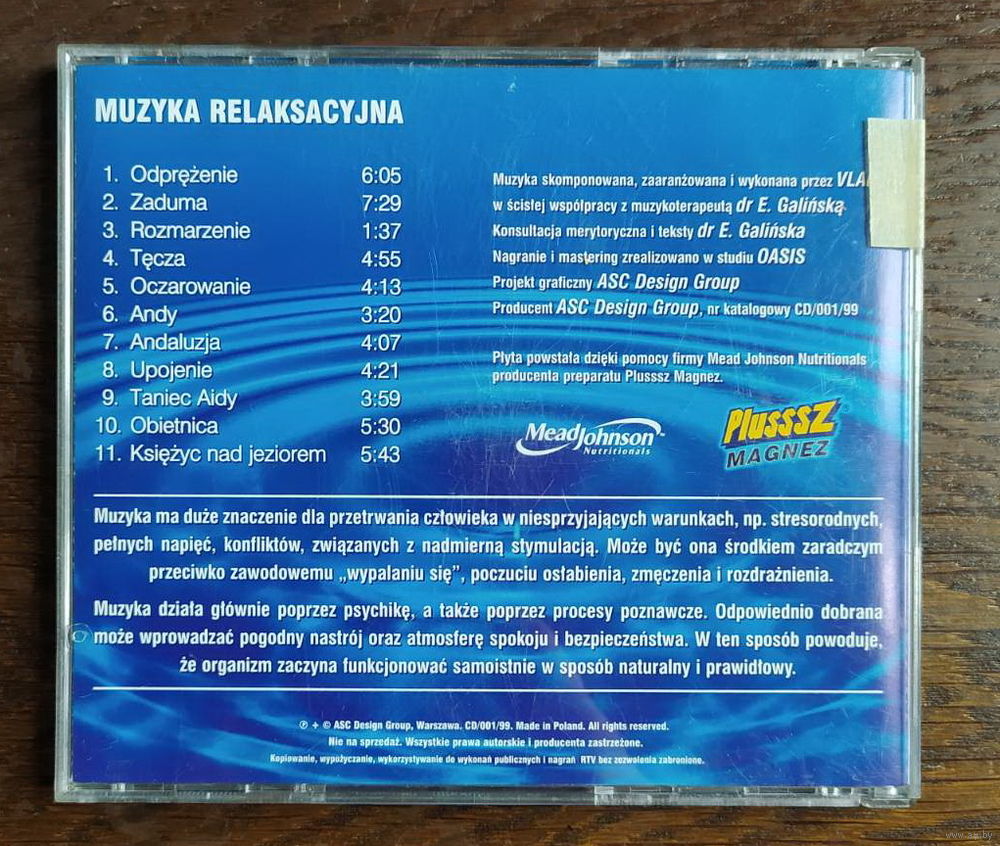 MUZYKA RELAKSACYJNA
1. Odprężenie 6:05
2. Zaduma 7:29
3. Rozmarzenie 1:37
4. Tęcza 4:55
5. Oczarowanie 4:13
6. Andy 3:20
7. Andaluzja 4:07
8. Upojenie 4:21
9. Taniec Aidy 3:59
10. Obietnica 5:30
11. Księżyc nad jeziorem 5:43
Muzyka skomponowana, zaaranżowana i wykonana przez
w ścisłej współpracy z muzykoterapeutą dr E. Galińską
Konsultacja merytoryczna i teksty dr E. Galińska
Nagranie i mastering zrealizowano w studiu OASIS
Projekt graficzny ASC Design Group
Producent ASC Design Group, nr katalogowy CD/001/99
Płyta powstała dzięki pomocy firmy Mead Johnson Nutritionals
producenta preparatu Plusssz Magnez.
MeadJohnson™
Nutritionals
Plusssz®
MAGNEZ
Muzyka ma duże znaczenie dla przetrwania człowieka w niesprzyjających warunkach, np. stresorodnych,
pełnych napięć, konfliktów, związanych z nadmierną stymulacją. Może być ona środkiem zaradczym
przeciwko zawodowemu „wypalaniu się”, poczuciu osłabienia, zmęczenia i rozdrażnienia.
Muzyka działa głównie poprzez psychikę, a także poprzez procesy poznawcze. Odpowiednio dobrana
może wprowadzać pogodny nastrój oraz atmosferę spokoju i bezpieczeństwa. W ten sposób powoduje,
że organizm zaczyna funkcjonować samoistnie w sposób naturalny i prawidłowy.
℗ + © ASC Design Group, Warszawa. CD/001/99. Made in Poland. All rights reserved.
Nie na sprzedaż. Wszystkie prawa autorskie i producenta zastrzeżone.
Kopiowanie, wypożyczanie, wykorzystywanie do wykonań publicznych i nagrań RTV bez zezwolenia zabronione.